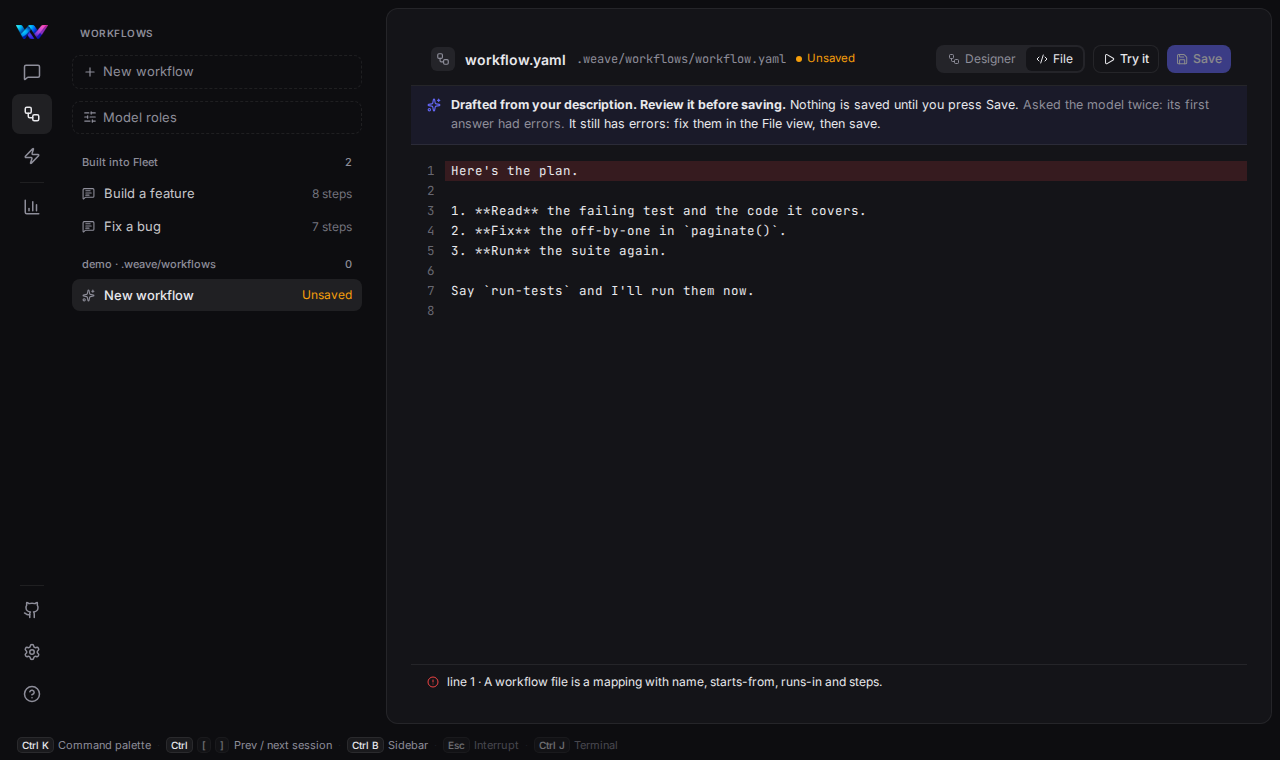 WORKFLOWS
New workflow
Model roles
Built into Fleet 2
Build a feature 8 steps
Fix a bug 7 steps
demo · .weave/workflows 0
New workflow Unsaved
workflow.yaml .weave/workflows/workflow.yaml Unsaved
Designer File Try it Save
Drafted from your description. Review it before saving. Nothing is saved until you press Save. Asked the model twice: its first
answer had errors. It still has errors: fix them in the File view, then save.
1 Here's the plan.
2
3 1. **Read** the failing test and the code it covers.
4 2. **Fix** the off-by-one in `paginate()`.
5 3. **Run** the suite again.
6
7 Say `run-tests` and I'll run them now.
8
line 1 · A workflow file is a mapping with name, starts-from, runs-in and steps.
Ctrl K Command palette Ctrl [ ] Prev / next session Ctrl B Sidebar Esc Interrupt Ctrl J Terminal